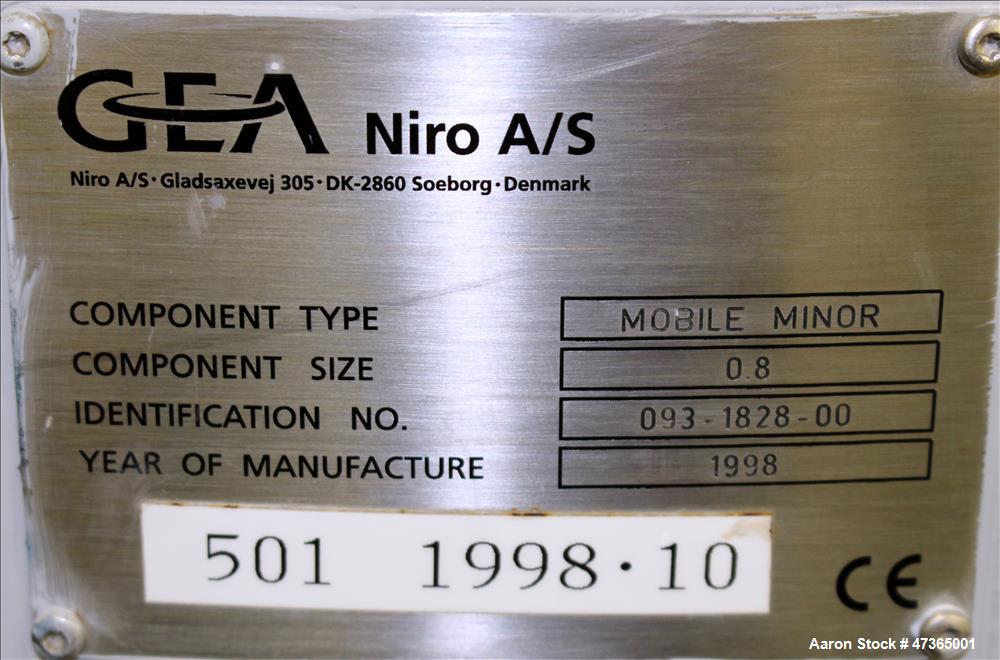 GEA Niro A/S
Niro A/S · Gladsaxevej 305 · DK-2860 Soeborg · Denmark
COMPONENT TYPE MOBILE MINOR
COMPONENT SIZE 0.8
IDENTIFICATION NO. 093-1828-00
YEAR OF MANUFACTURE 1998
501 1998·10
CE
Aaron Stock # 47365001